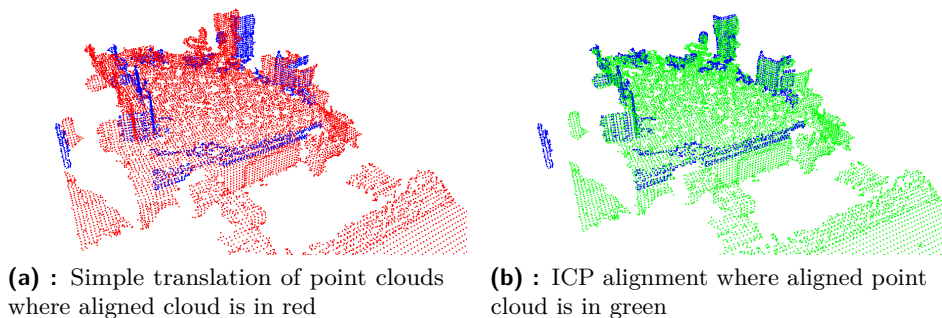 (a) : Simple translation of point clouds
where aligned cloud is in red
(b) : ICP alignment where aligned point
cloud is in green